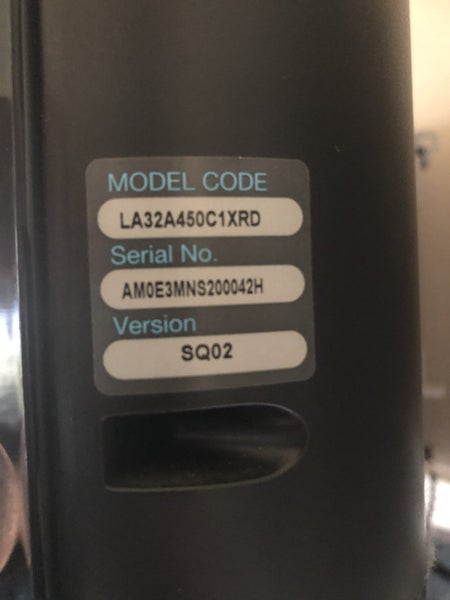 MODEL CODE
LA32A450C1XRD
Serial No.
AM0E3MNS200042H
Version
SQ02